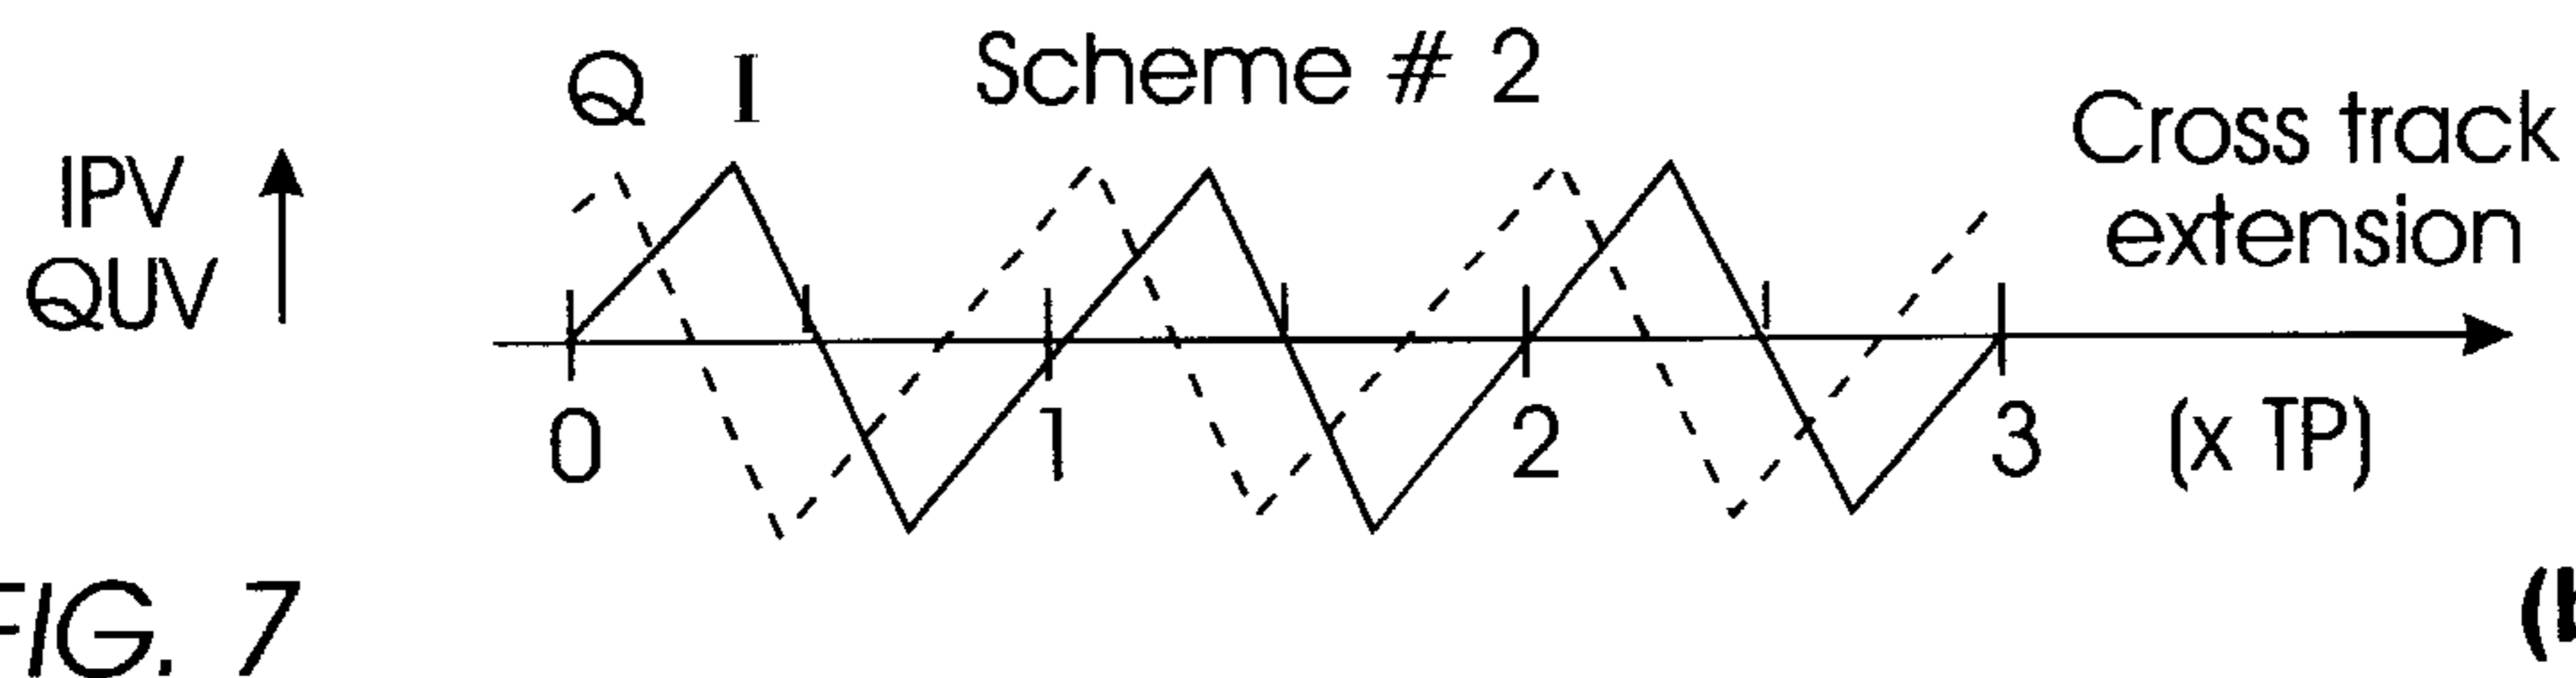 Q I Scheme # 2
Cross track
extension
IPV
QUV
0 1 2 3 (x TP)
FIG. 7